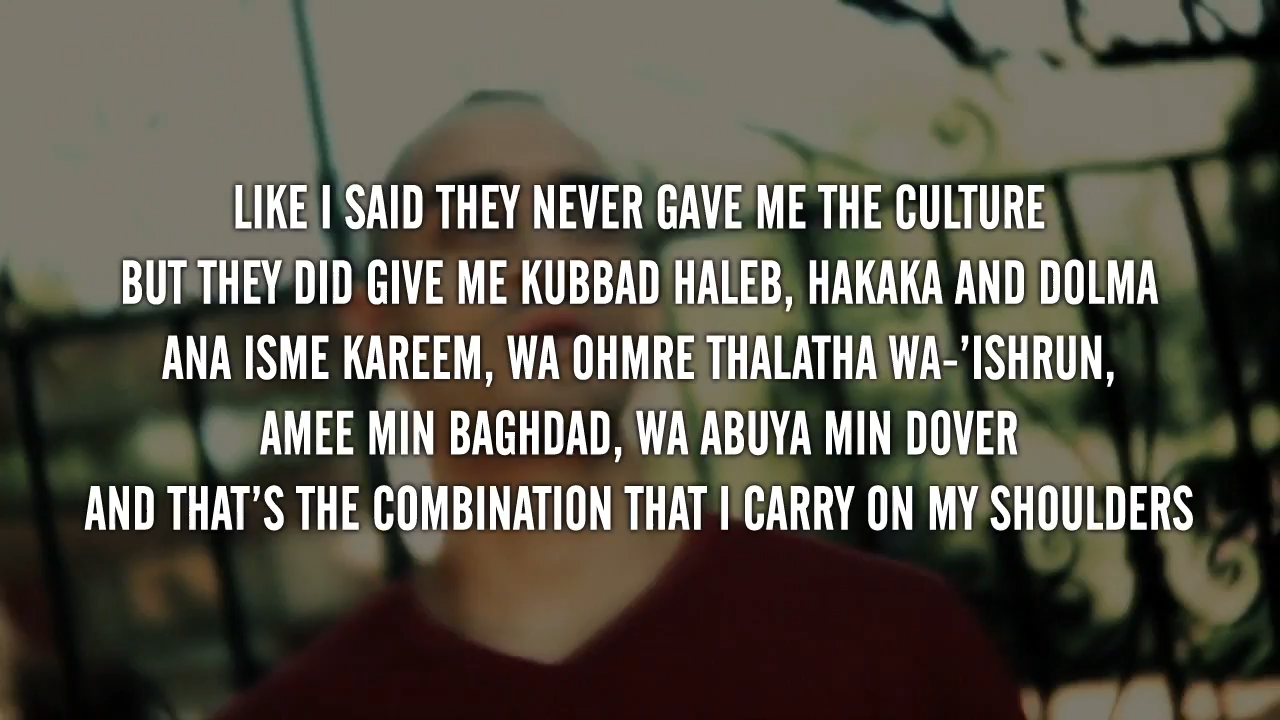 LIKE I SAID THEY NEVER GAVE ME THE CULTURE
BUT THEY DID GIVE ME KUBBAD HALEB, HAKAKA AND DOLMA
ANA ISME KAREEM, WA OHMRE THALATHA WA-'ISHRUN,
AMEE MIN BAGHDAD, WA ABUYA MIN DOVER
AND THAT'S THE COMBINATION THAT I CARRY ON MY SHOULDERS